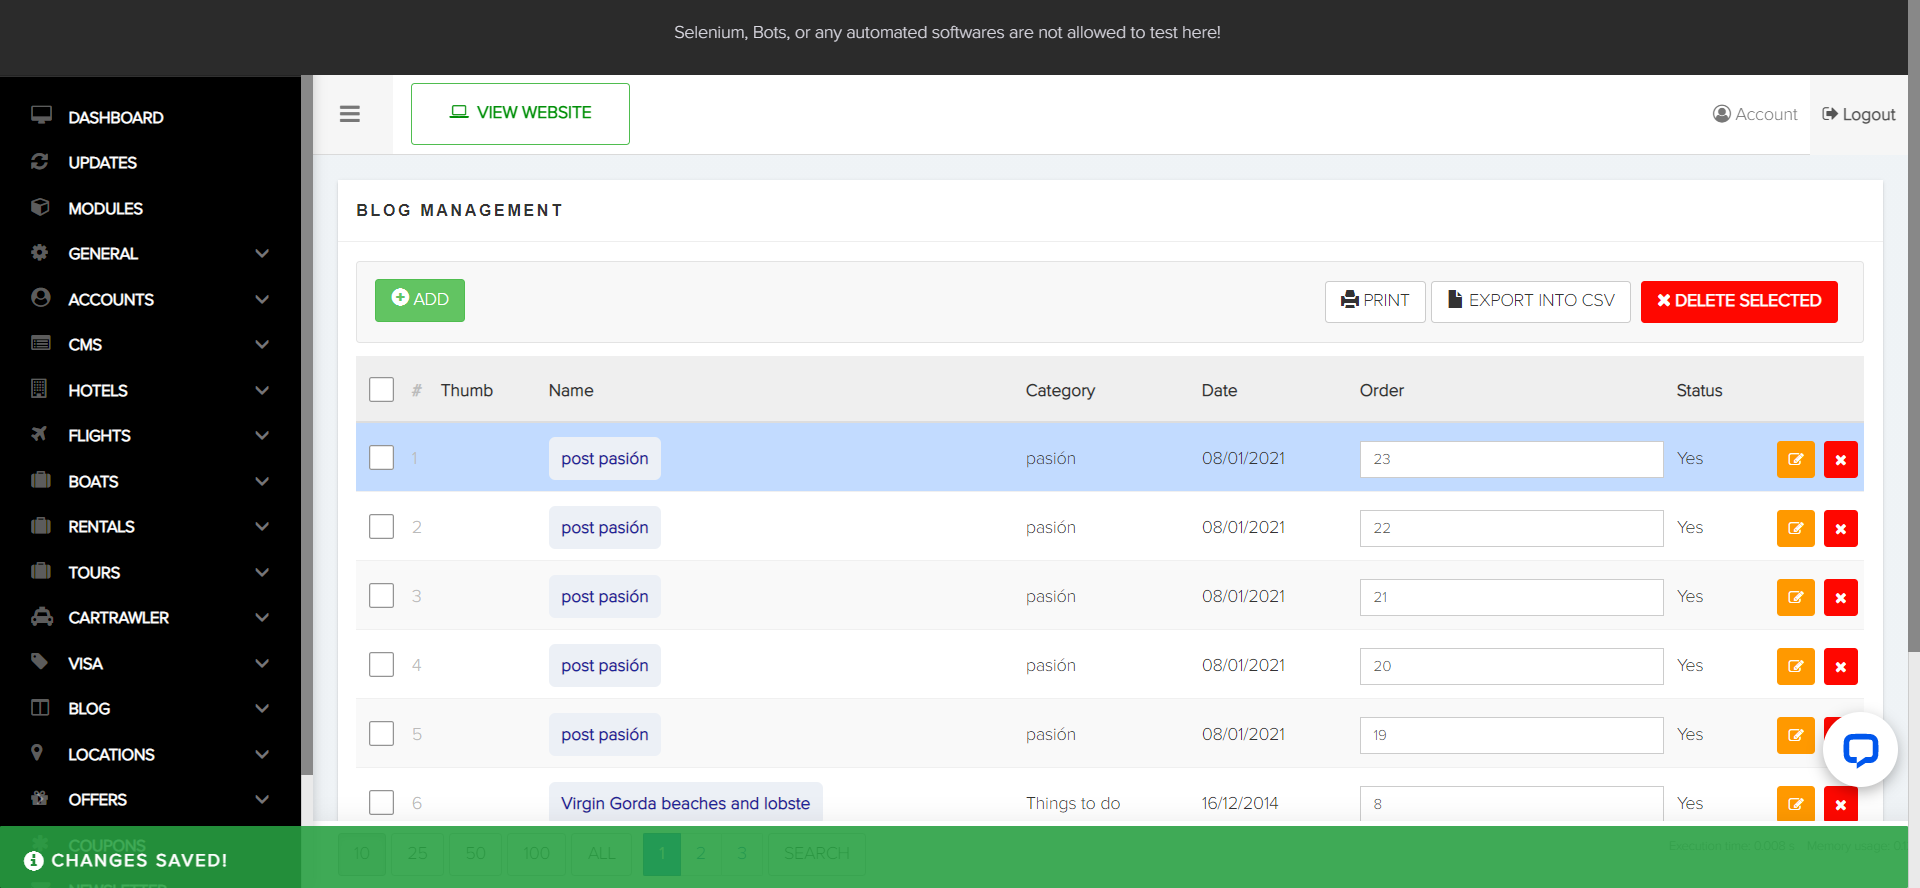 Selenium, Bots, or any automated softwares are not allowed to test here!
DASHBOARD
UPDATES
MODULES
GENERAL
ACCOUNTS
CMS
HOTELS
FLIGHTS
BOATS
RENTALS
TOURS
CARTRAWLER
VISA
BLOG
LOCATIONS
OFFERS
COUPONS
NEWSLETTER
VIEW WEBSITE
Account
Logout
BLOG MANAGEMENT
ADD
PRINT
EXPORT INTO CSV
DELETE SELECTED
# Thumb Name Category Date Order Status
1 post pasión pasión 08/01/2021 23 Yes
2 post pasión pasión 08/01/2021 22 Yes
3 post pasión pasión 08/01/2021 21 Yes
4 post pasión pasión 08/01/2021 20 Yes
5 post pasión pasión 08/01/2021 19 Yes
6 Virgin Gorda beaches and lobste Things to do 16/12/2014 8 Yes
10 25 50 100 ALL 1 2 3 SEARCH
CHANGES SAVED!